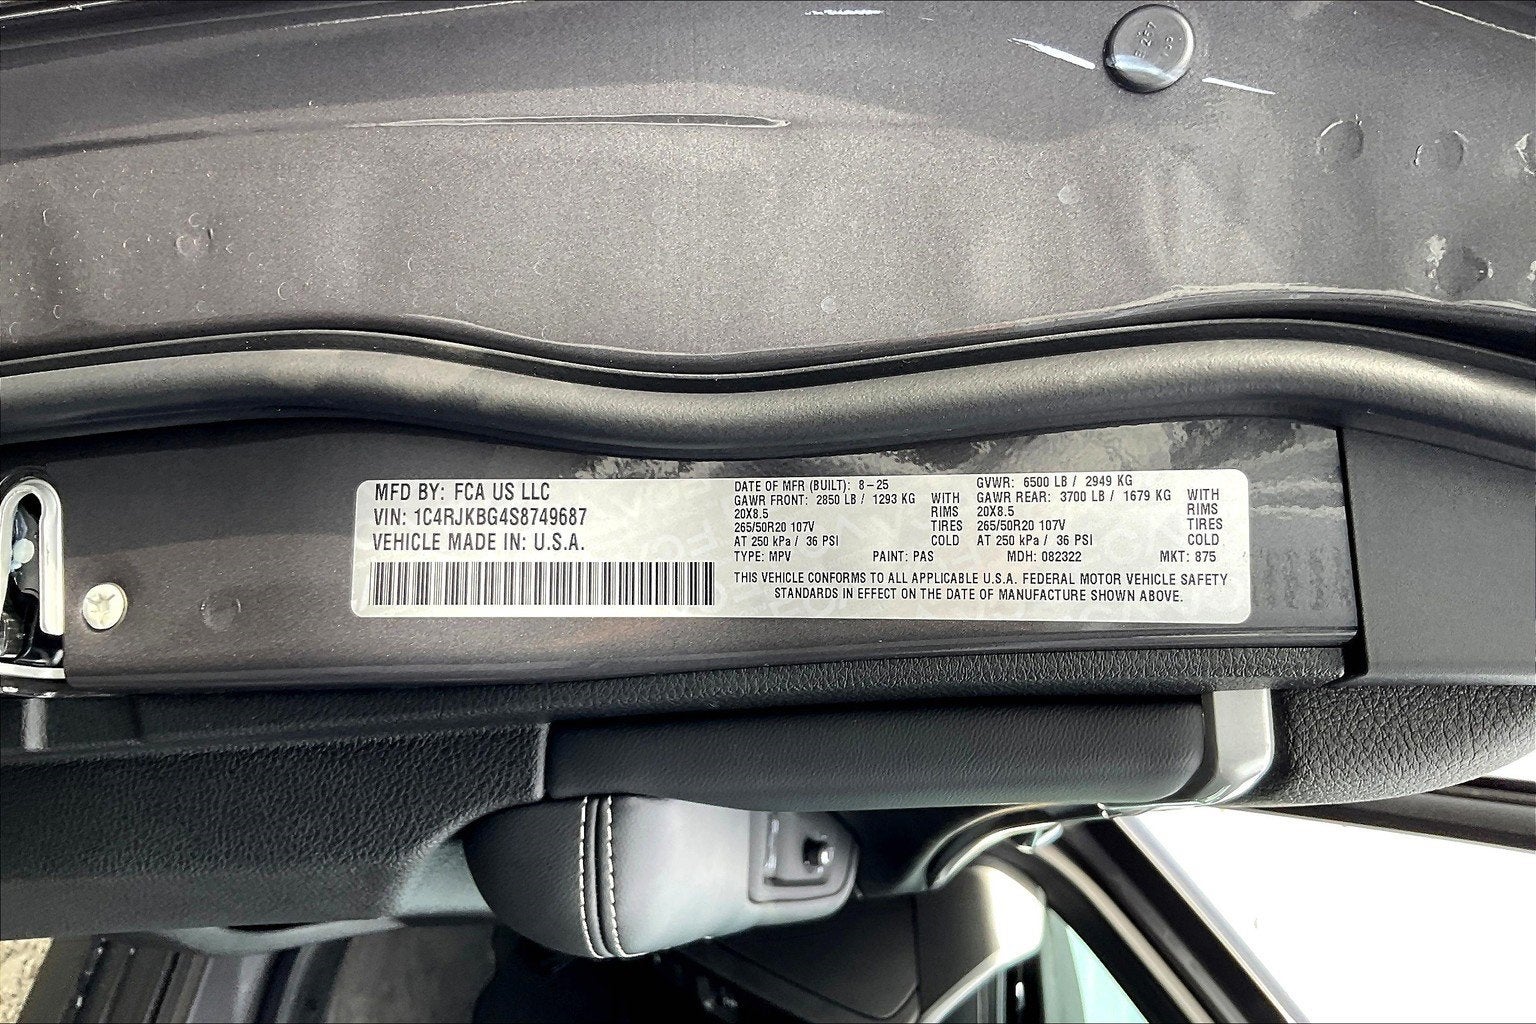 MFD BY: FCA US LLC
VIN: 1C4RJKBG4S8749687
VEHICLE MADE IN: U.S.A.
DATE OF MFR (BUILT): 8-25
GAWR FRONT: 2850 LB / 1293 KG WITH
20X8.5 RIMS
265/50R20 107V TIRES
AT 250 kPa / 36 PSI COLD
GVWR: 6500 LB / 2949 KG
GAWR REAR: 3700 LB / 1679 KG WITH
20X8.5 RIMS
265/50R20 107V TIRES
AT 250 kPa / 36 PSI COLD
TYPE: MPV PAINT: PAS MDH: 082322 MKT: 875
THIS VEHICLE CONFORMS TO ALL APPLICABLE U.S.A. FEDERAL MOTOR VEHICLE SAFETY
STANDARDS IN EFFECT ON THE DATE OF MANUFACTURE SHOWN ABOVE.